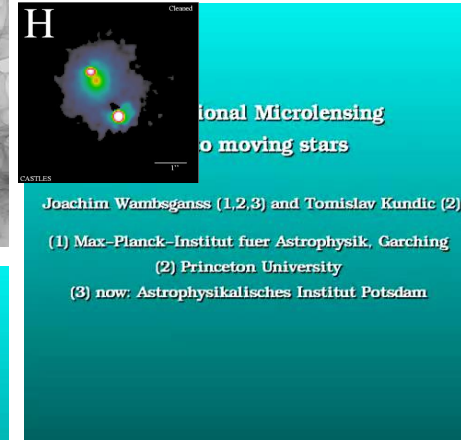 H
Cleaned
1"
CASTLES
ional Microlensing
o moving stars
Joachim Wambsganss (1,2,3) and Tomislav Kundic (2)
(1) Max-Planck-Institut fuer Astrophysik, Garching
(2) Princeton University
(3) now: Astrophysikalisches Institut Potsdam